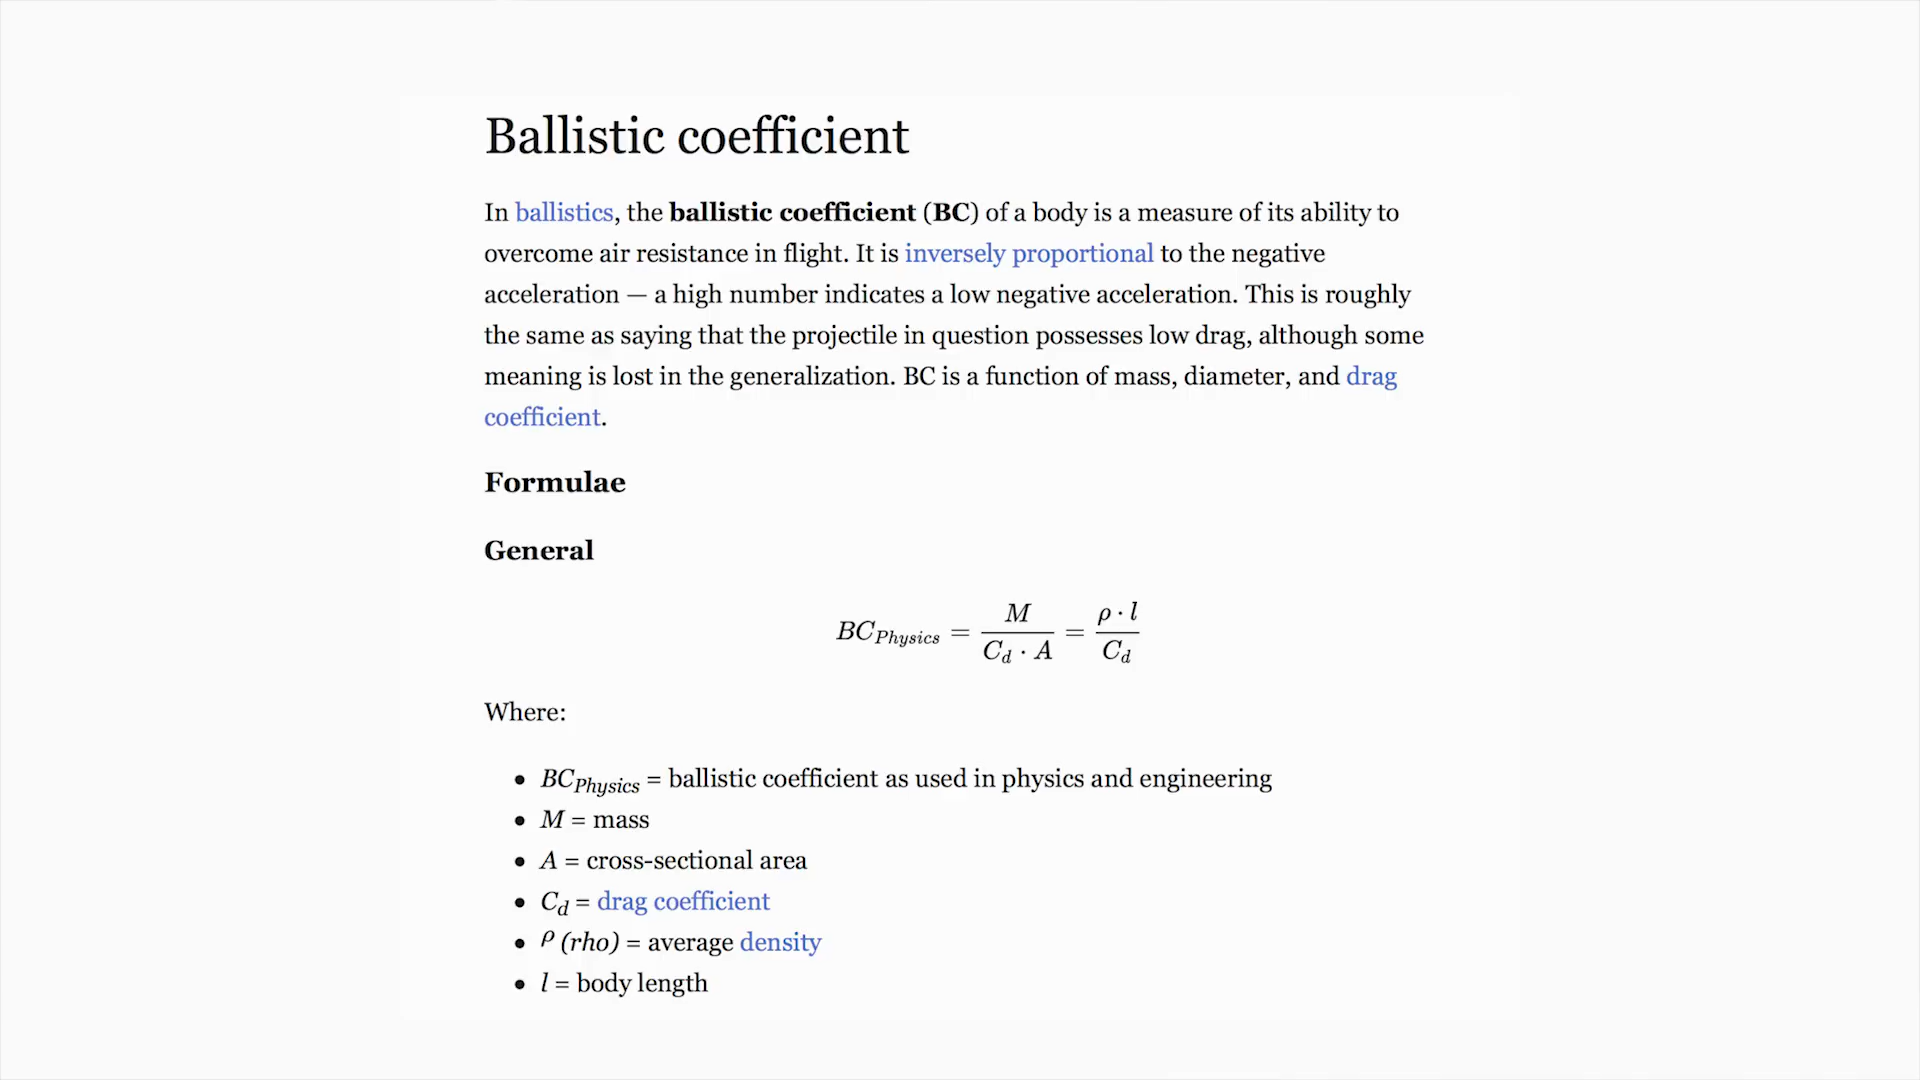 Ballistic coefficient
In ballistics, the ballistic coefficient (BC) of a body is a measure of its ability to
overcome air resistance in flight. It is inversely proportional to the negative
acceleration — a high number indicates a low negative acceleration. This is roughly
the same as saying that the projectile in question possesses low drag, although some
meaning is lost in the generalization. BC is a function of mass, diameter, and drag
coefficient.
Formulae
General
BC_Physics = M / (C_d · A) = ρ · l / C_d
Where:
• BC_Physics = ballistic coefficient as used in physics and engineering
• M = mass
• A = cross-sectional area
• C_d = drag coefficient
• ρ (rho) = average density
• l = body length